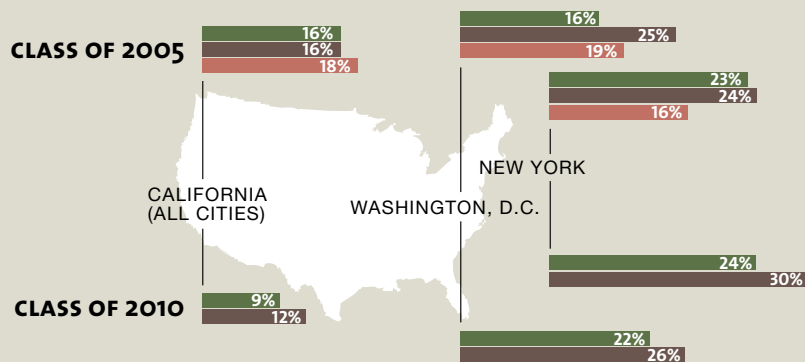 CLASS OF 2005
16%
16%
18%
16%
25%
19%
23%
24%
16%
CALIFORNIA
(ALL CITIES)
WASHINGTON, D.C.
NEW YORK
CLASS OF 2010
9%
12%
22%
26%
24%
30%